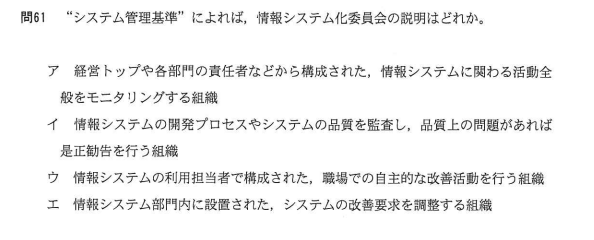 問61 “システム管理基準”によれば，情報システム化委員会の説明はどれか。
ア 経営トップや各部門の責任者などから構成された，情報システムに関わる活動全
般をモニタリングする組織
イ 情報システムの開発プロセスやシステムの品質を監査し，品質上の問題があれば
是正勧告を行う組織
ウ 情報システムの利用担当者で構成された，職場での自主的な改善活動を行う組織
エ 情報システム部門内に設置された，システムの改善要求を調整する組織